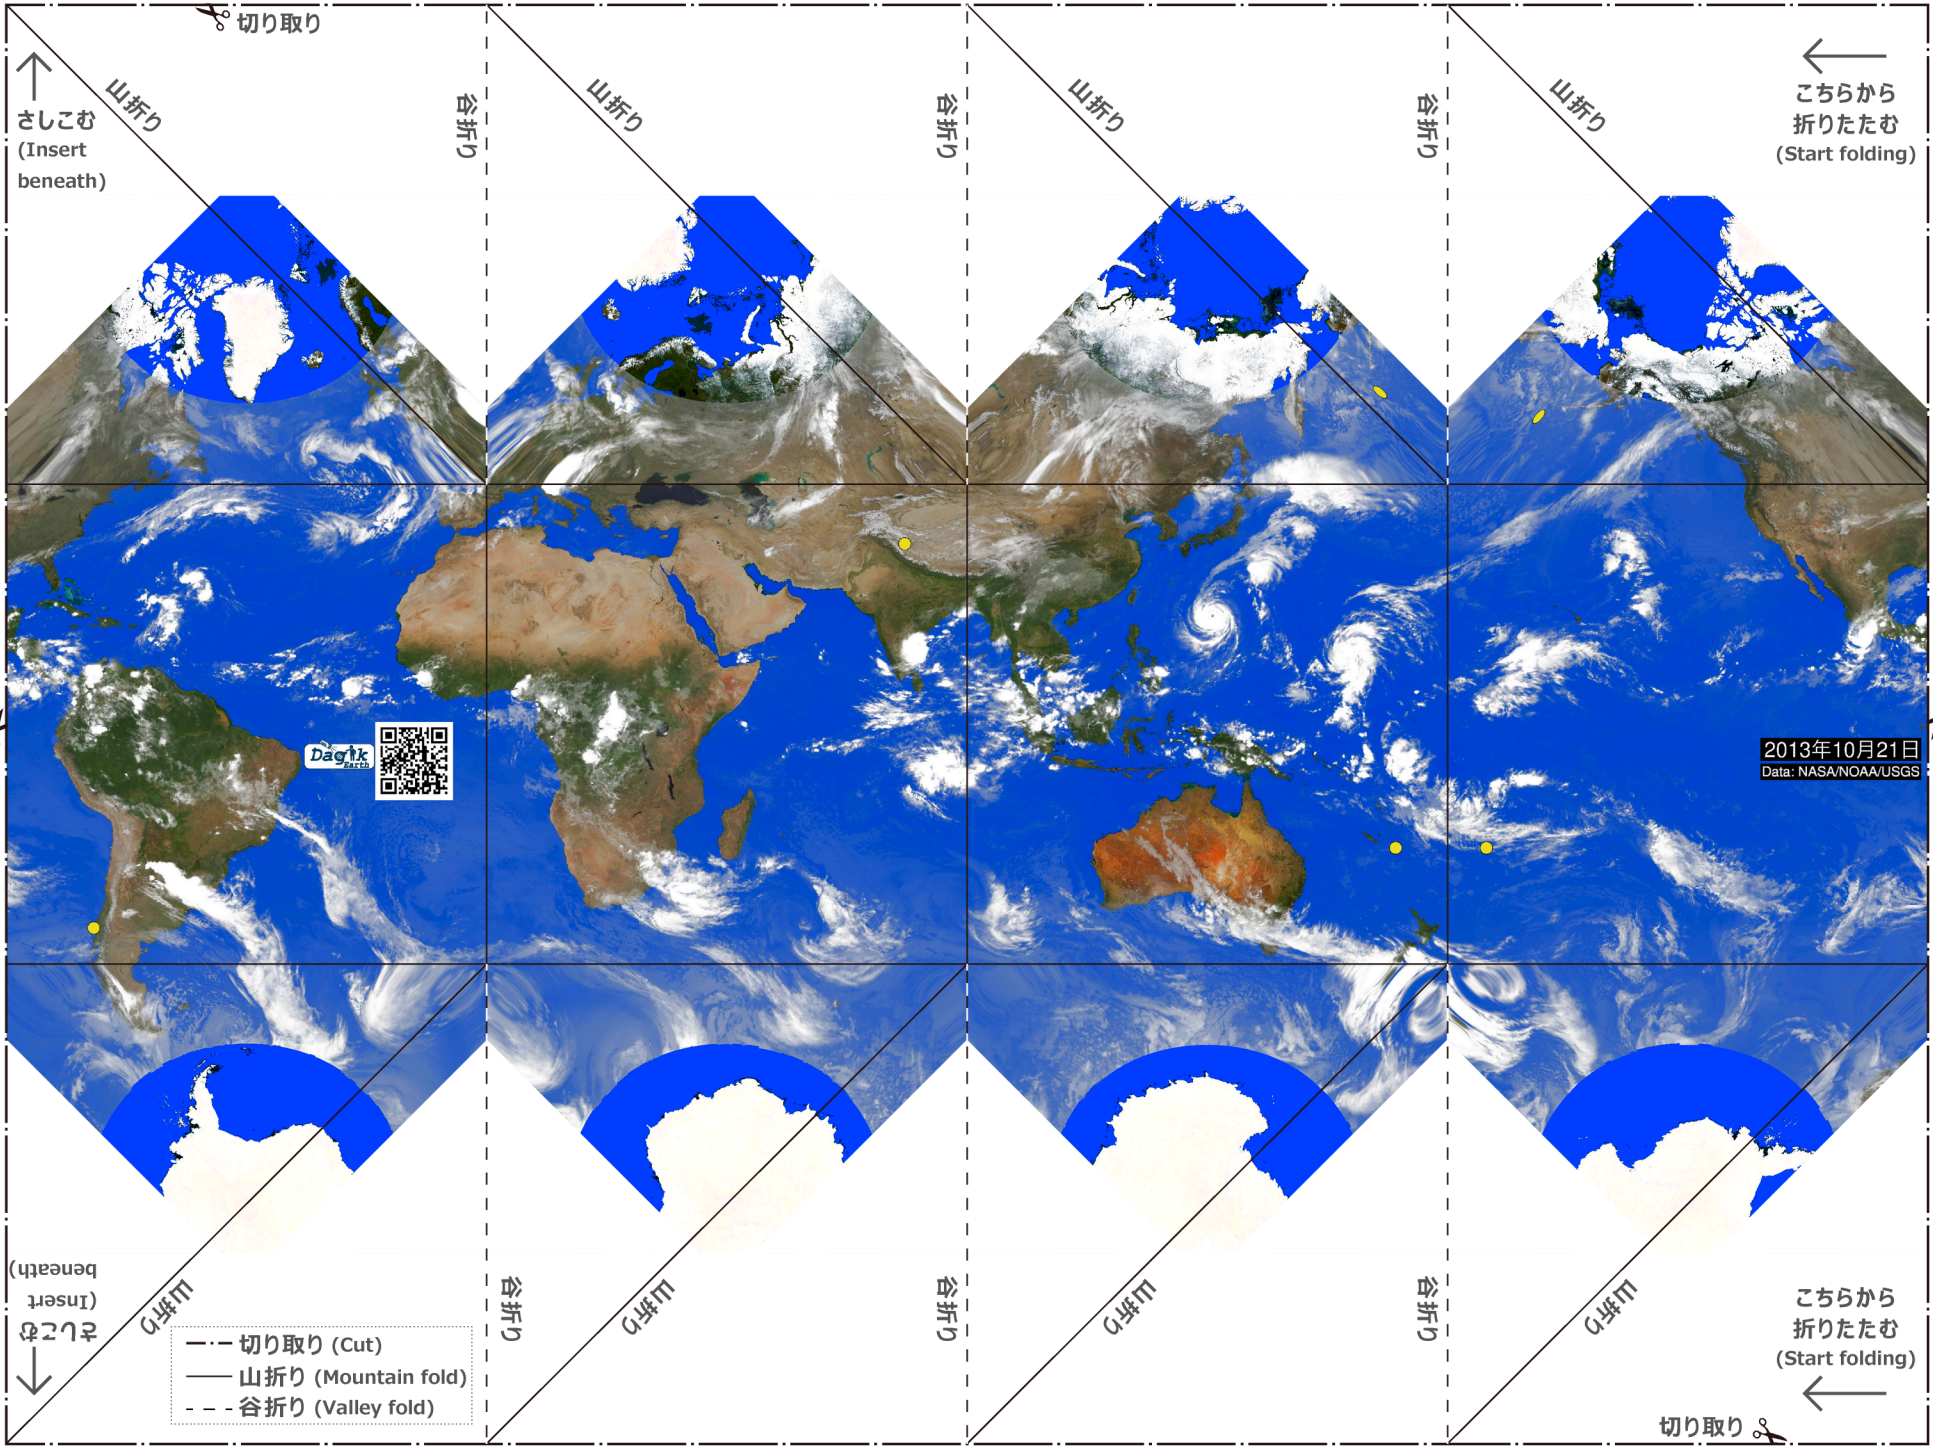 切り取り
さしこむ
(Insert
beneath)
山折り
谷折り
山折り
谷折り
山折り
谷折り
山折り
こちらから
折りたたむ
(Start folding)
Dagik
Earth
2013年10月21日
Data: NASA/NOAA/USGS
さしこむ
(Insert
beneath)
山折り
谷折り
山折り
谷折り
山折り
谷折り
山折り
こちらから
折りたたむ
(Start folding)
切り取り (Cut)
山折り (Mountain fold)
谷折り (Valley fold)
切り取り